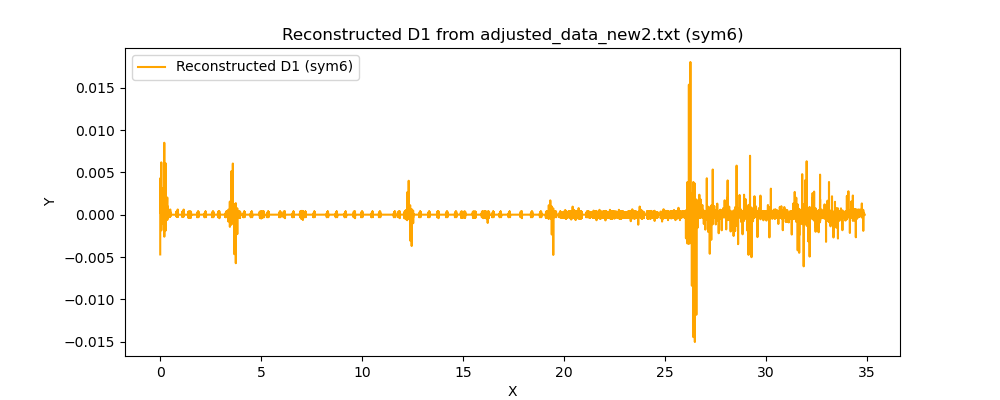 Reconstructed D1 from adjusted_data_new2.txt (sym6)
Reconstructed D1 (sym6)
0.015
0.010
0.005
0.000
−0.005
−0.010
−0.015
Y
0 5 10 15 20 25 30 35
X